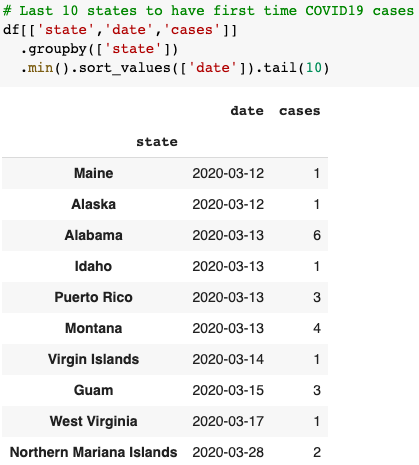 # Last 10 states to have first time COVID19 cases
df[['state','date','cases']]
.groupby(['state'])
.min().sort_values(['date']).tail(10)
date cases
state
Maine 2020-03-12 1
Alaska 2020-03-12 1
Alabama 2020-03-13 6
Idaho 2020-03-13 1
Puerto Rico 2020-03-13 3
Montana 2020-03-13 4
Virgin Islands 2020-03-14 1
Guam 2020-03-15 3
West Virginia 2020-03-17 1
Northern Mariana Islands 2020-03-28 2